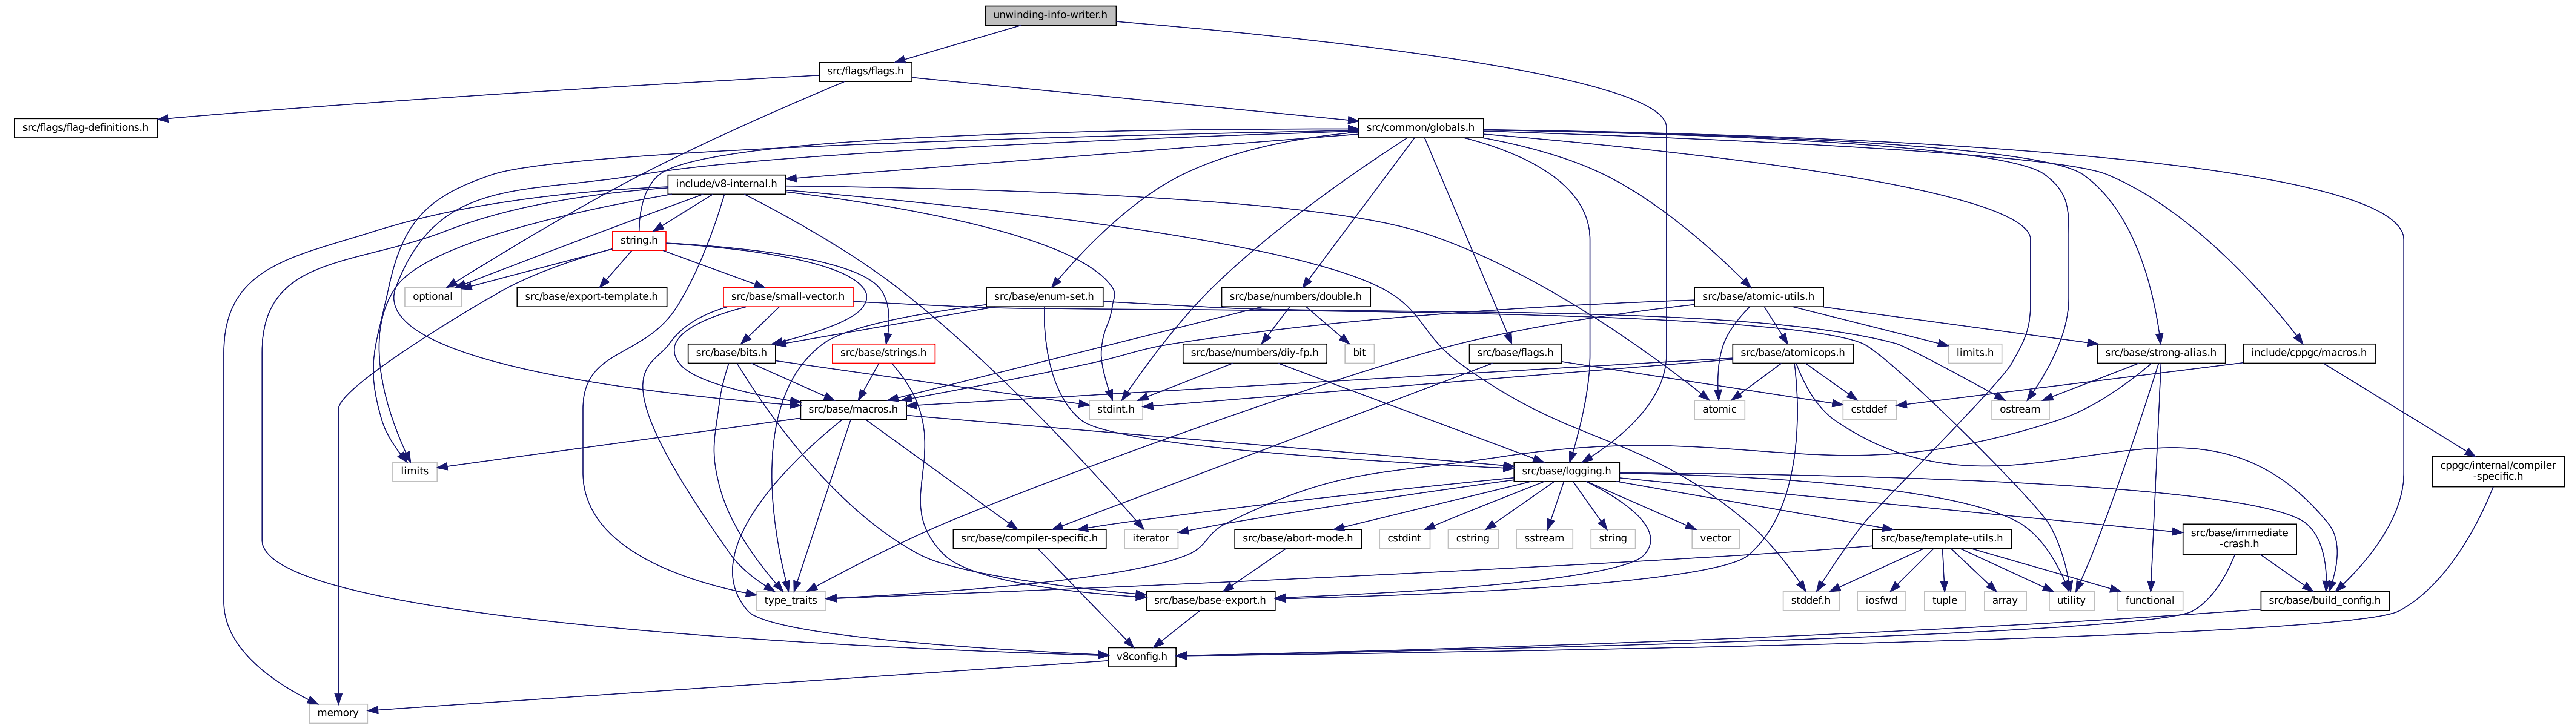 unwinding-info-writer.h
src/flags/flags.h
src/flags/flag-definitions.h
src/common/globals.h
include/v8-internal.h
string.h
optional
src/base/export-template.h
src/base/small-vector.h
src/base/enum-set.h
src/base/numbers/double.h
src/base/atomic-utils.h
src/base/bits.h
src/base/strings.h
src/base/numbers/diy-fp.h
bit
src/base/flags.h
src/base/atomicops.h
limits.h
src/base/strong-alias.h
include/cppgc/macros.h
src/base/macros.h
stdint.h
atomic
cstddef
ostream
limits
src/base/logging.h
cppgc/internal/compiler
-specific.h
src/base/compiler-specific.h
iterator
src/base/abort-mode.h
cstdint
cstring
sstream
string
vector
src/base/template-utils.h
src/base/immediate
-crash.h
type_traits
src/base/base-export.h
stddef.h
iosfwd
tuple
array
utility
functional
src/base/build_config.h
v8config.h
memory